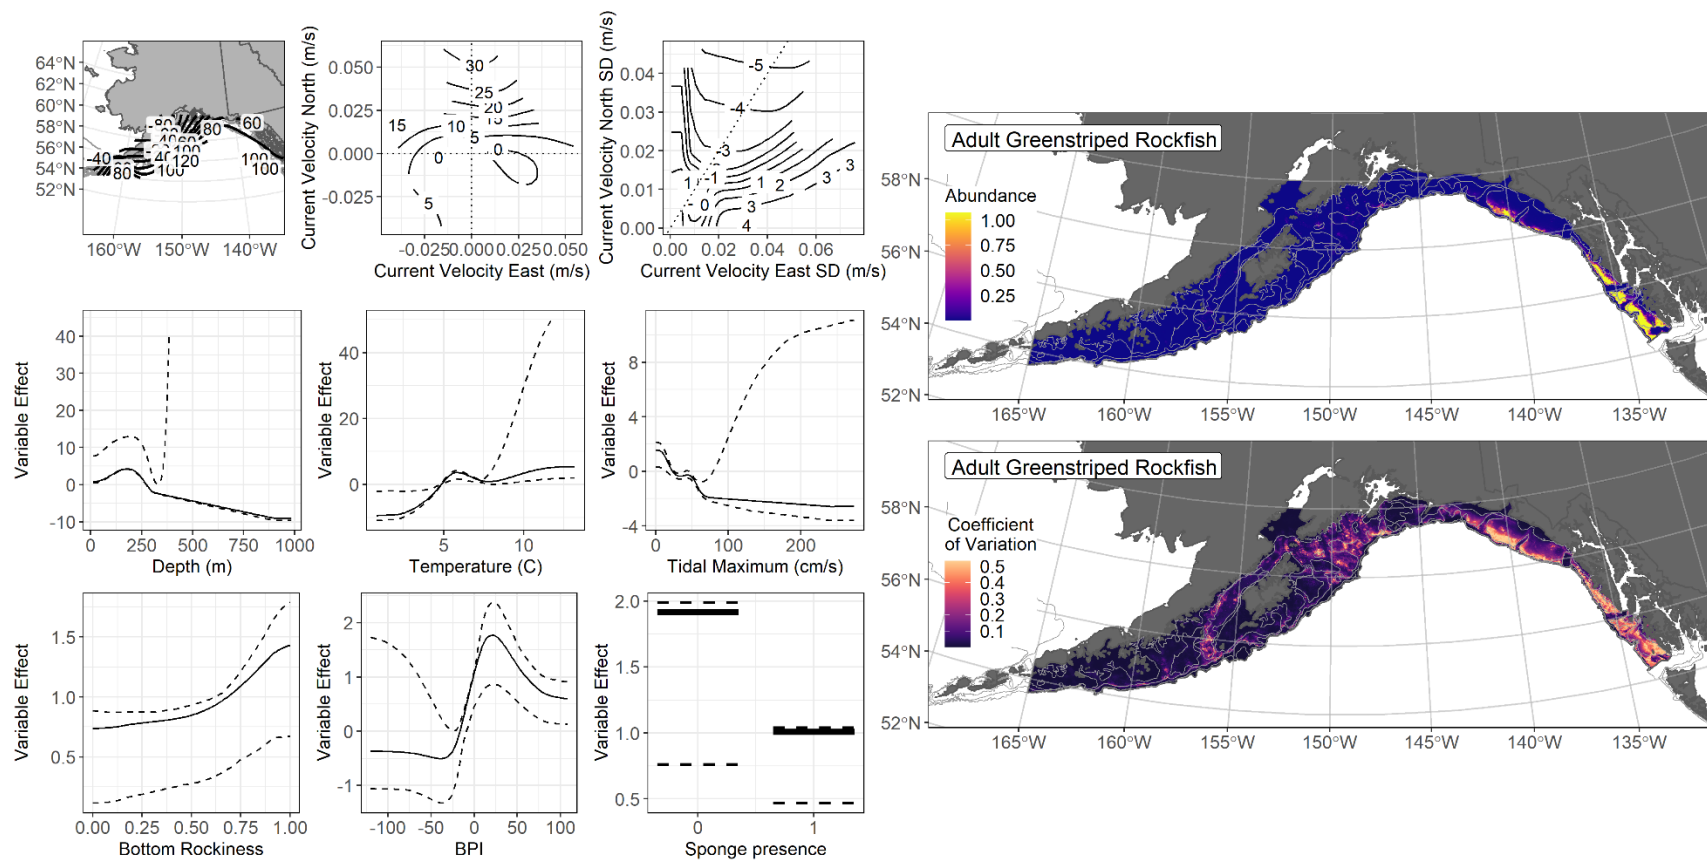 64°N
62°N
60°N
58°N
56°N
54°N
52°N
160°W
150°W
140°W
-80
80
60
-40
80
120
100
100
100
Current Velocity North (m/s)
0.050
0.025
0.000
-0.025
30
25
20
15
15
10
5
0
0
5
-0.025
0.000
0.025
0.050
Current Velocity East (m/s)
Current Velocity North SD (m/s)
0.04
0.03
0.02
0.01
0.00
-5
-4
-3
-1
1
0
1
2
3
3
3
4
0.00
0.02
0.04
0.06
Current Velocity East SD (m/s)
Variable Effect
40
30
20
10
0
-10
0
250
500
750
1000
Depth (m)
Variable Effect
40
20
0
5
10
Temperature (C)
Variable Effect
8
4
0
-4
0
100
200
Tidal Maximum (cm/s)
Variable Effect
1.5
1.0
0.5
0.00
0.25
0.50
0.75
1.00
Bottom Rockiness
Variable Effect
2
1
0
-1
-100
-50
0
50
100
BPI
Variable Effect
2.0
1.5
1.0
0.5
0
1
Sponge presence
Adult Greenstriped Rockfish
Abundance
1.00
0.75
0.50
0.25
58°N
56°N
54°N
52°N
165°W
160°W
155°W
150°W
145°W
140°W
135°W
Adult Greenstriped Rockfish
Coefficient
of Variation
0.5
0.4
0.3
0.2
0.1
58°N
56°N
54°N
52°N
165°W
160°W
155°W
150°W
145°W
140°W
135°W